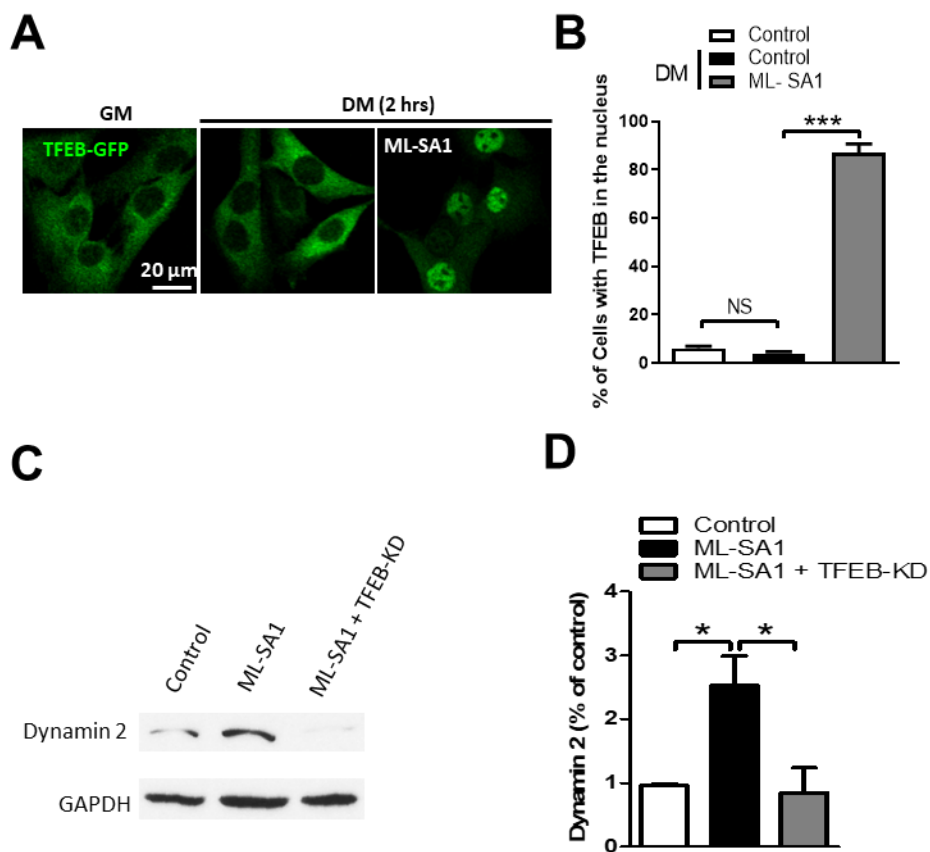 A
GM
DM (2 hrs)
TFEB-GFP
ML-SA1
20 µm
B
Control
DM
Control
ML- SA1
% of Cells with TFEB in the nucleus
100
80
60
40
20
0
***
NS
C
Control
ML-SA1
ML-SA1 + TFEB-KD
Dynamin 2
GAPDH
D
Control
ML-SA1
ML-SA1 + TFEB-KD
Dynamin 2 (% of control)
4
3
2
1
0
* *